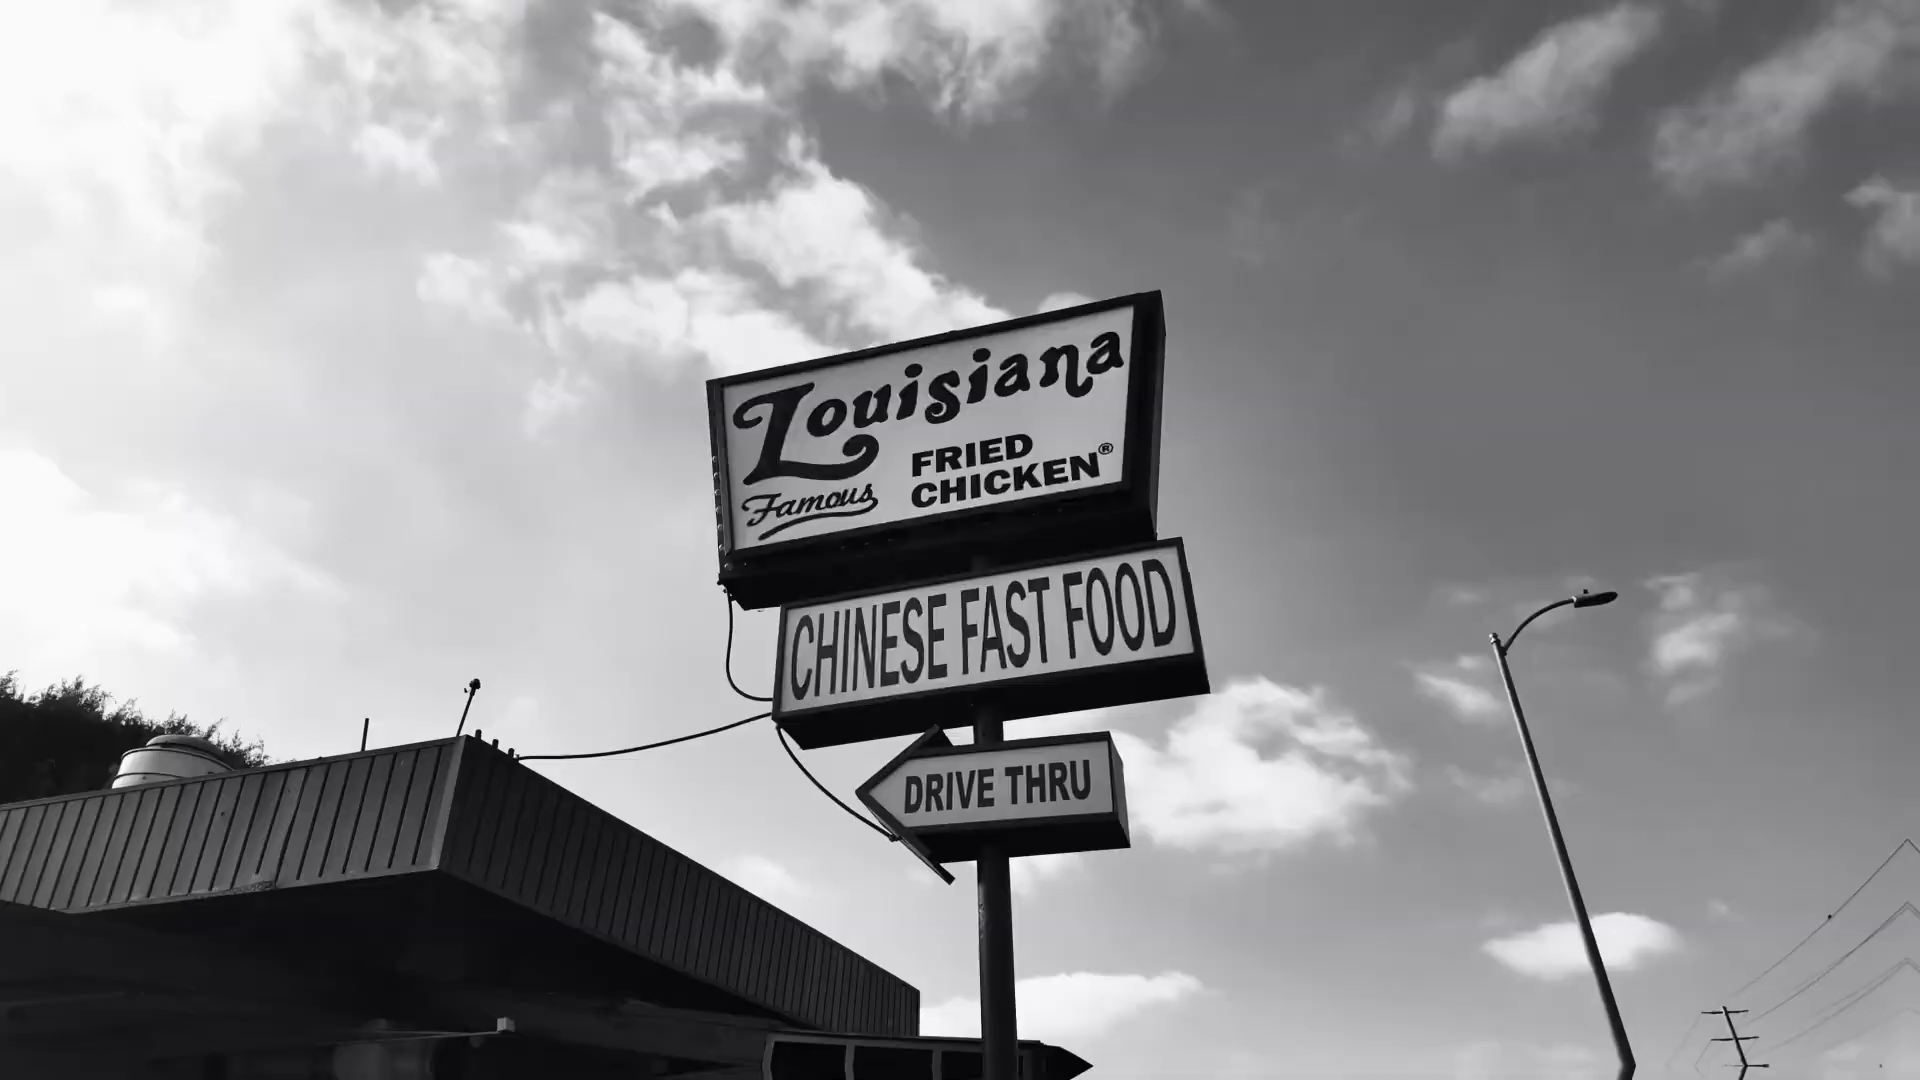 Louisiana
Famous
FRIED
CHICKEN®
CHINESE FAST FOOD
DRIVE THRU